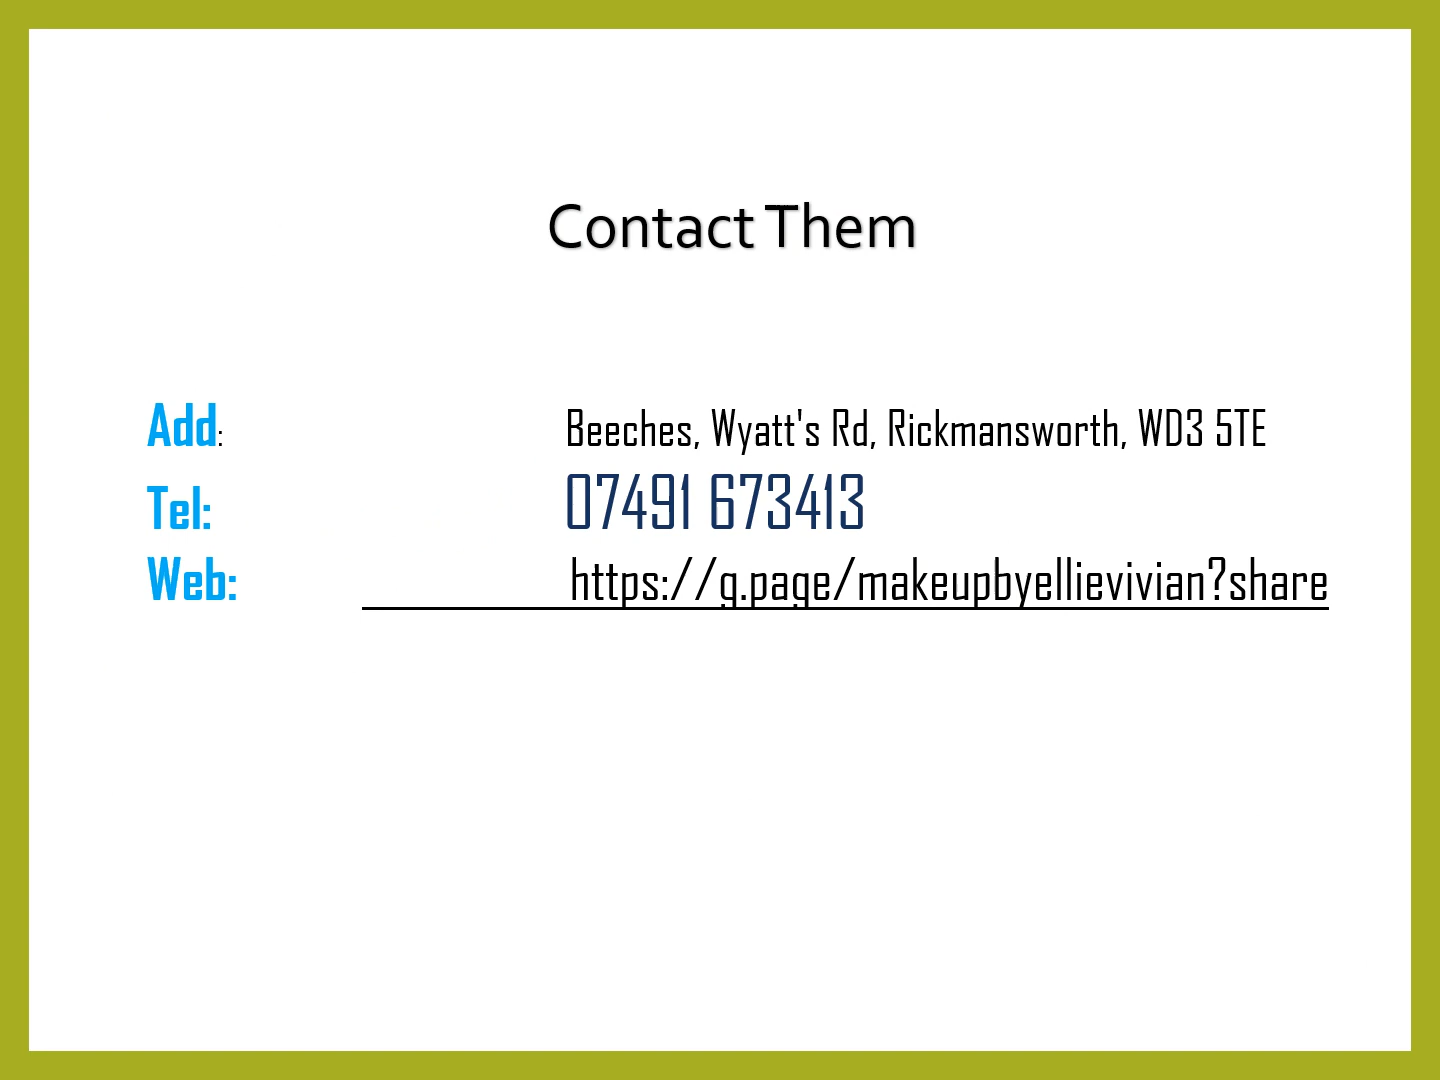 Contact Them
Add: Beeches, Wyatt's Rd, Rickmansworth, WD3 5TE
Tel: 07491 673413
Web: https://g.page/makeupbyellievivian?share